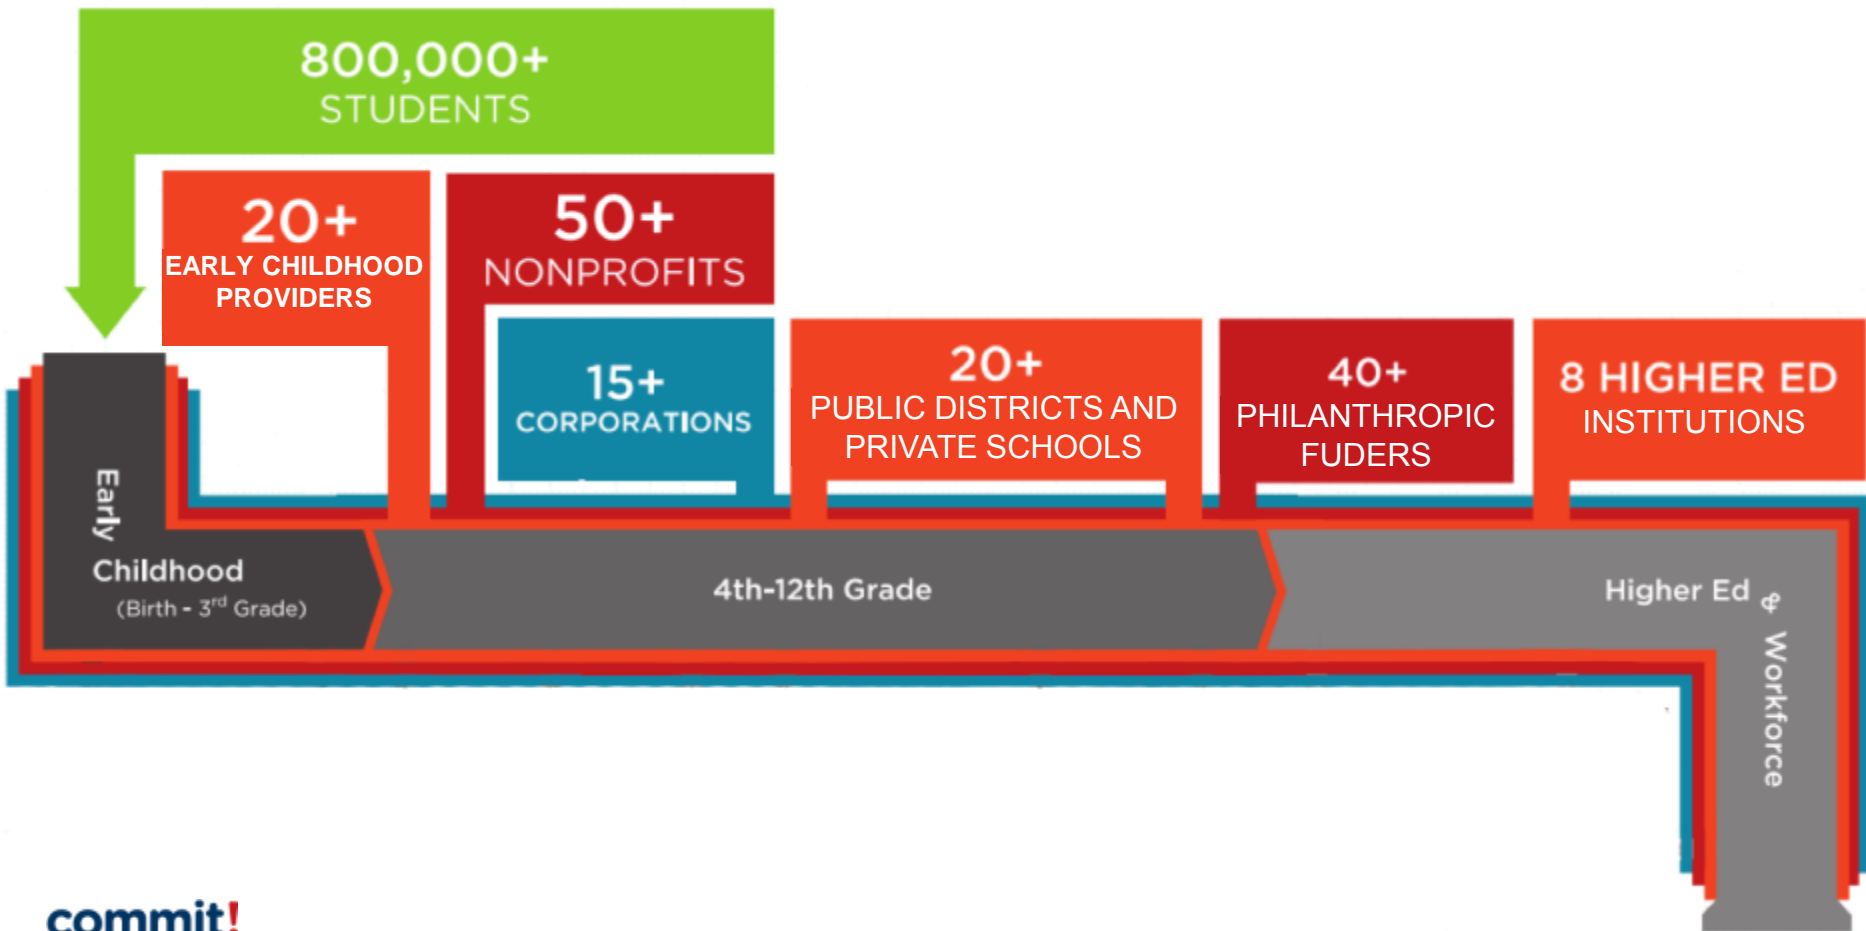 800,000+
STUDENTS
20+
EARLY CHILDHOOD
PROVIDERS
50+
NONPROFITS
15+
CORPORATIONS
20+
PUBLIC DISTRICTS AND
PRIVATE SCHOOLS
40+
PHILANTHROPIC
FUDERS
8 HIGHER ED
INSTITUTIONS
Early
Childhood
(Birth - 3rd Grade)
4th-12th Grade
Higher Ed
& Workforce
commit!